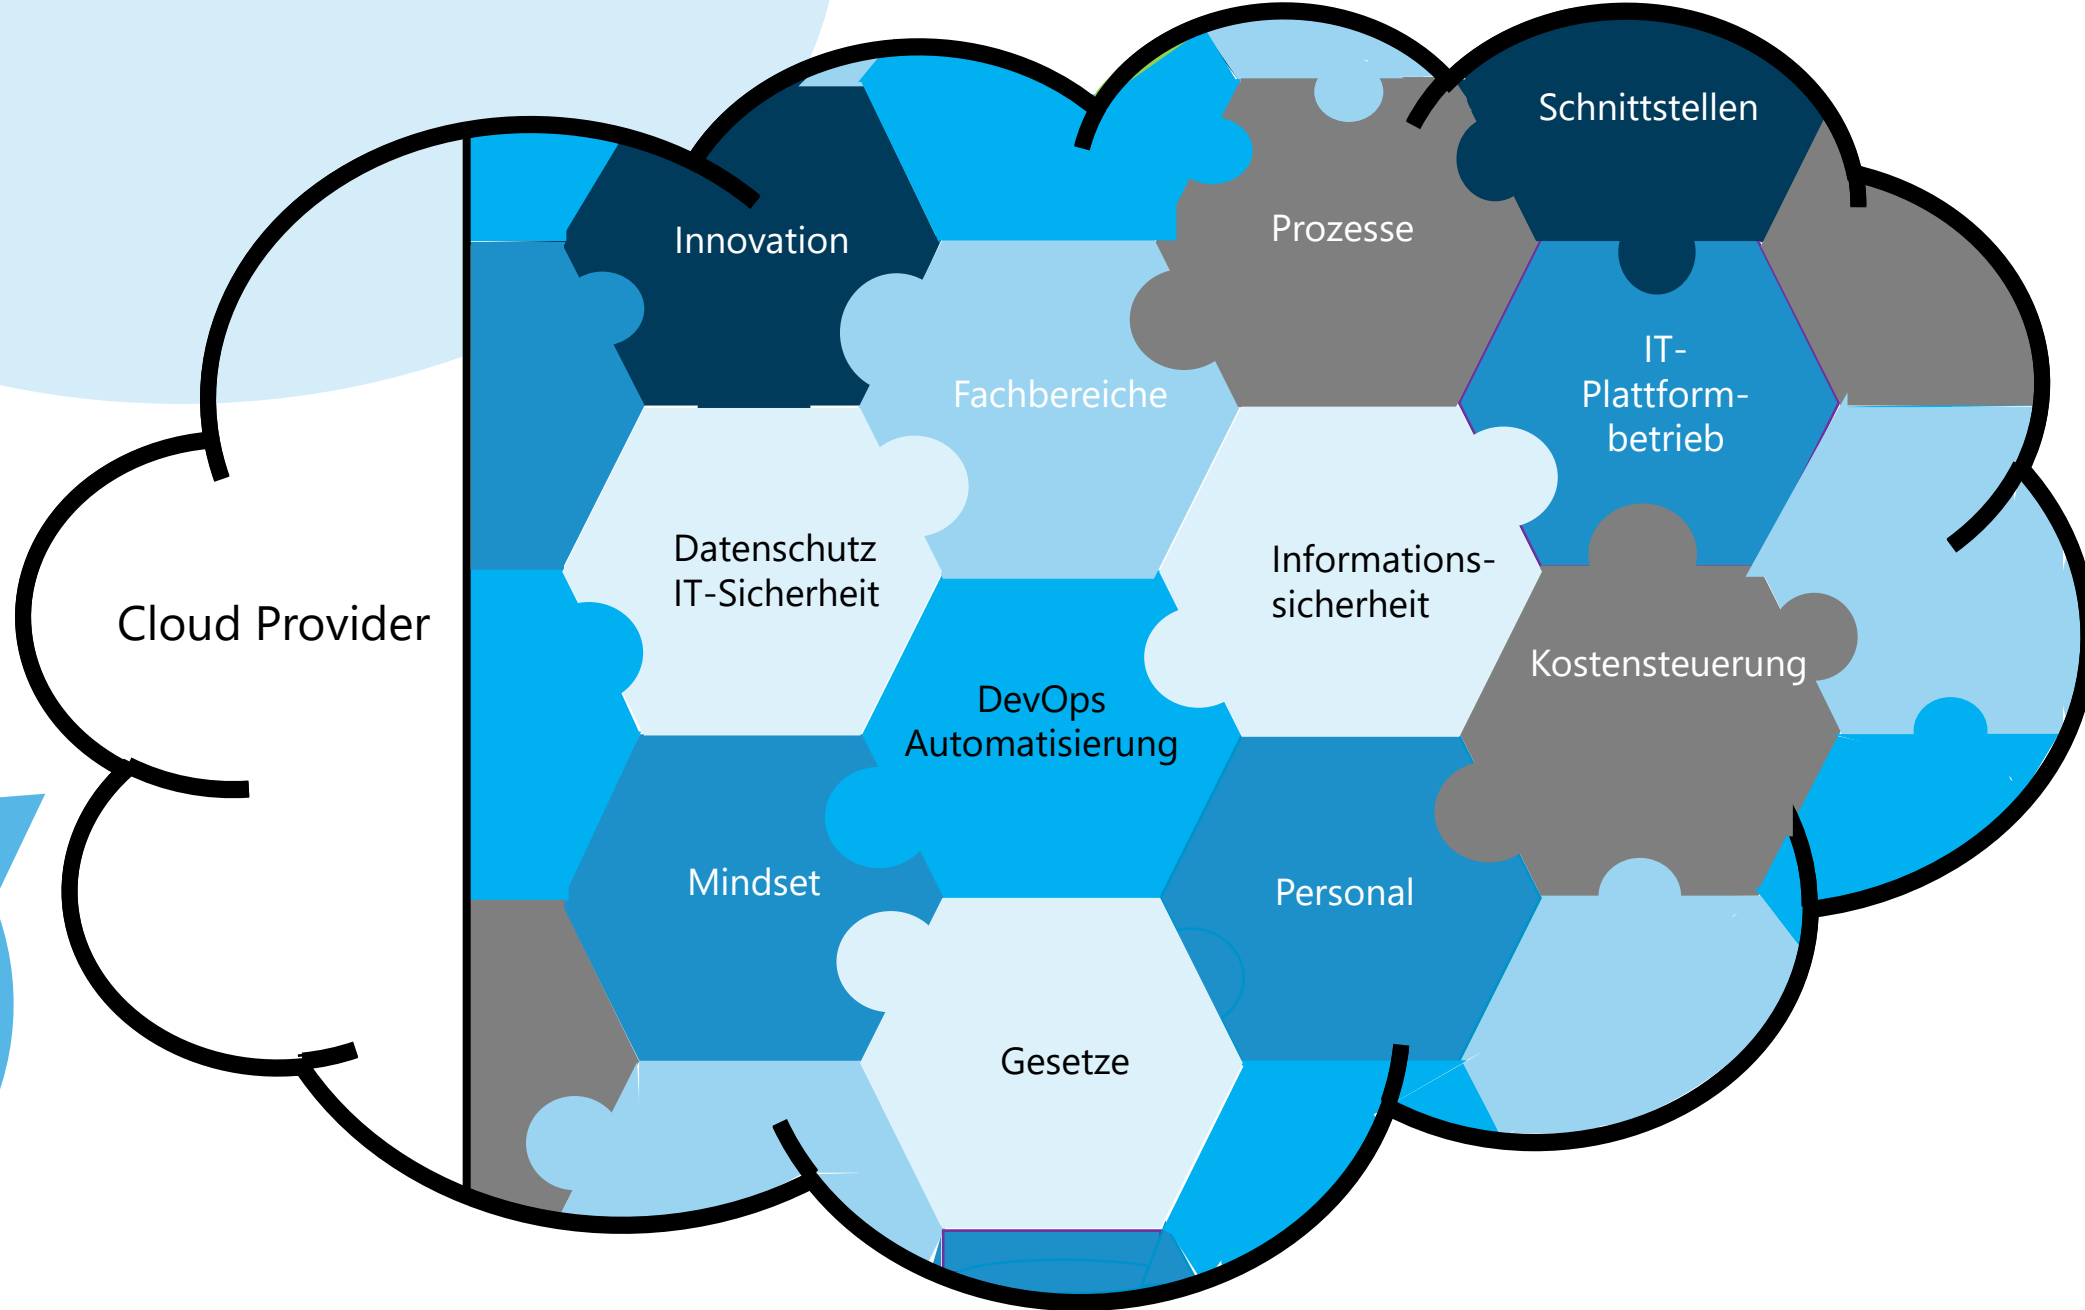 Schnittstellen
Innovation
Prozesse
Fachbereiche
IT-
Plattform-
betrieb
Datenschutz
IT-Sicherheit
Informations-
sicherheit
Cloud Provider
Kostensteuerung
DevOps
Automatisierung
Mindset
Personal
Gesetze